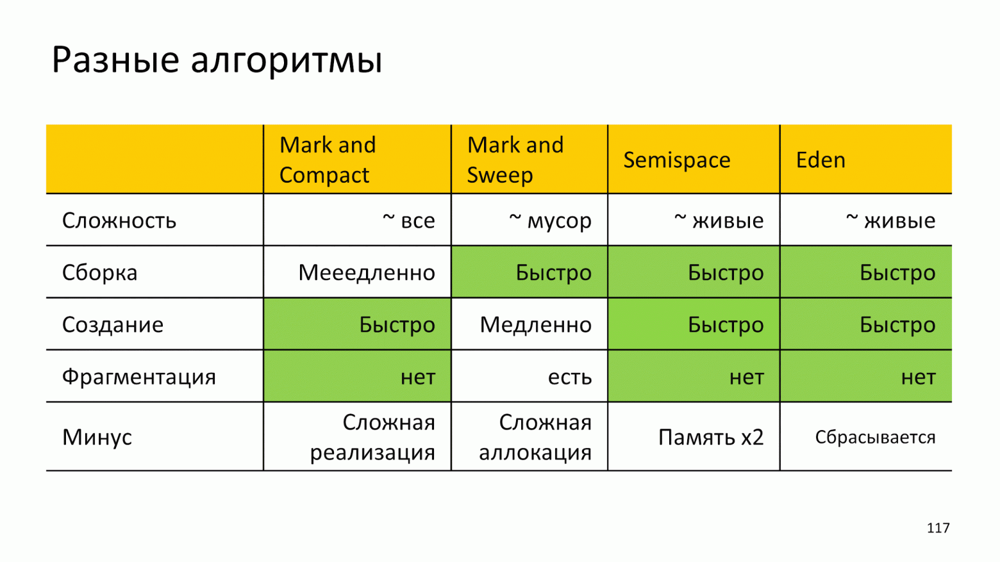 Разные алгоритмы
Mark and
Compact
Mark and
Sweep
Semispace
Eden
Сложность
~ все
~ мусор
~ живые
~ живые
Сборка
Мееедленно
Быстро
Быстро
Быстро
Создание
Быстро
Медленно
Быстро
Быстро
Фрагментация
нет
есть
нет
нет
Минус
Сложная
реализация
Сложная
аллокация
Память x2
Сбрасывается
117